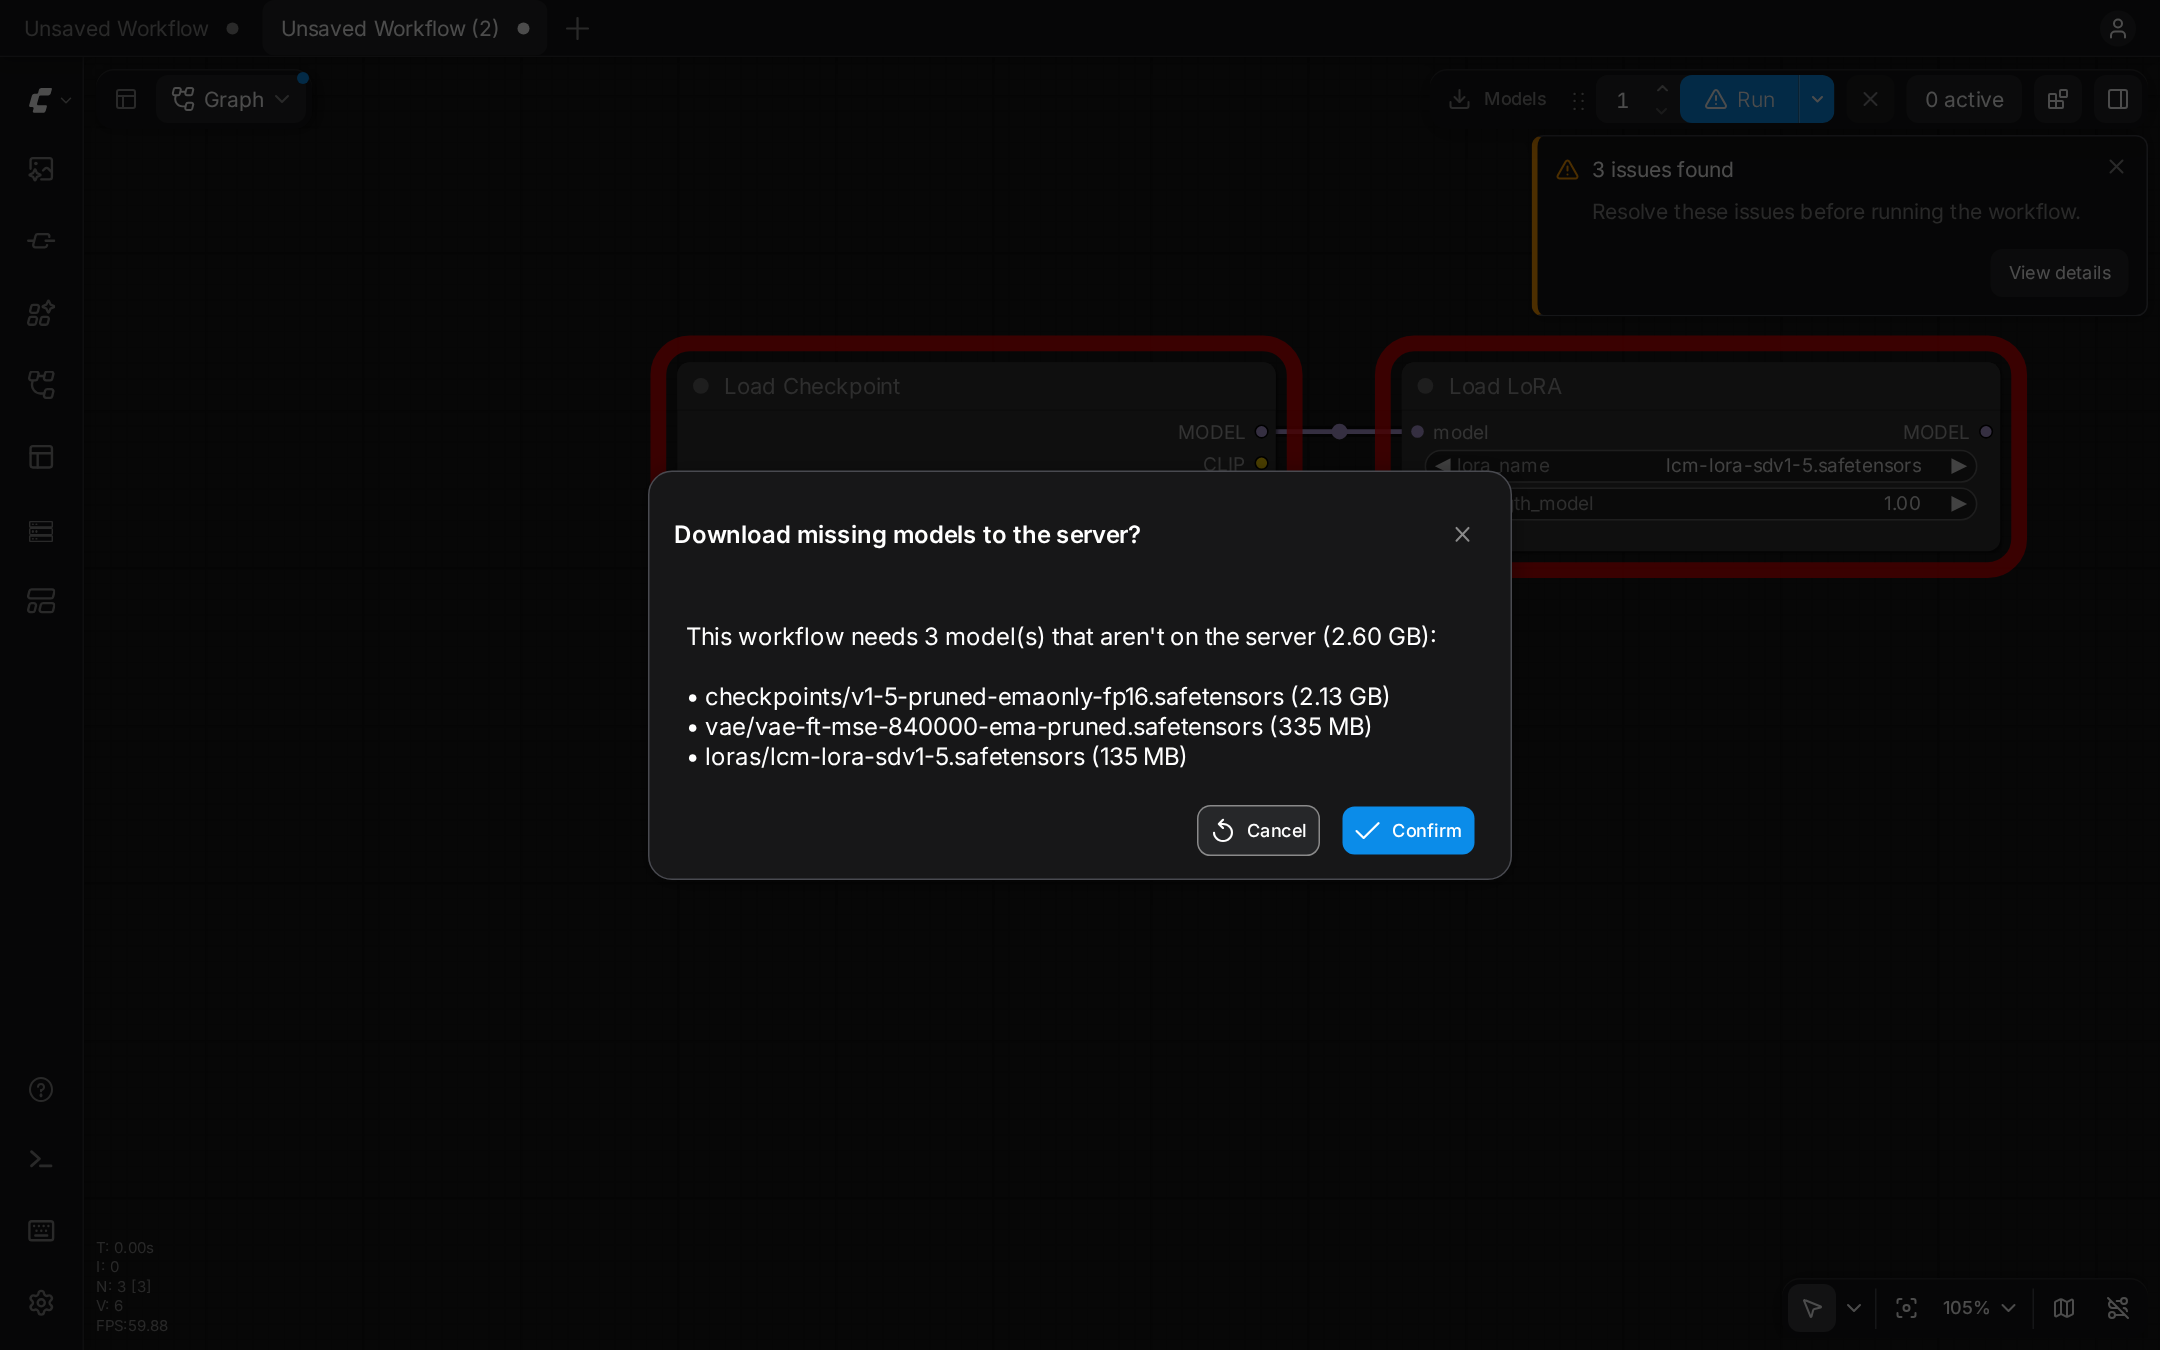 Unsaved Workflow
Unsaved Workflow (2)
Graph
Models
1
Run
0 active
3 issues found
Resolve these issues before running the workflow.
View details
Load Checkpoint
MODEL
CLIP
Load LoRA
model
MODEL
lora_name
lcm-lora-sdv1-5.safetensors
th_model
1.00
Download missing models to the server?
This workflow needs 3 model(s) that aren't on the server (2.60 GB):
• checkpoints/v1-5-pruned-emaonly-fp16.safetensors (2.13 GB)
• vae/vae-ft-mse-840000-ema-pruned.safetensors (335 MB)
• loras/lcm-lora-sdv1-5.safetensors (135 MB)
Cancel
Confirm
T: 0.00s
I: 0
N: 3 [3]
V: 6
FPS:59.88
105%